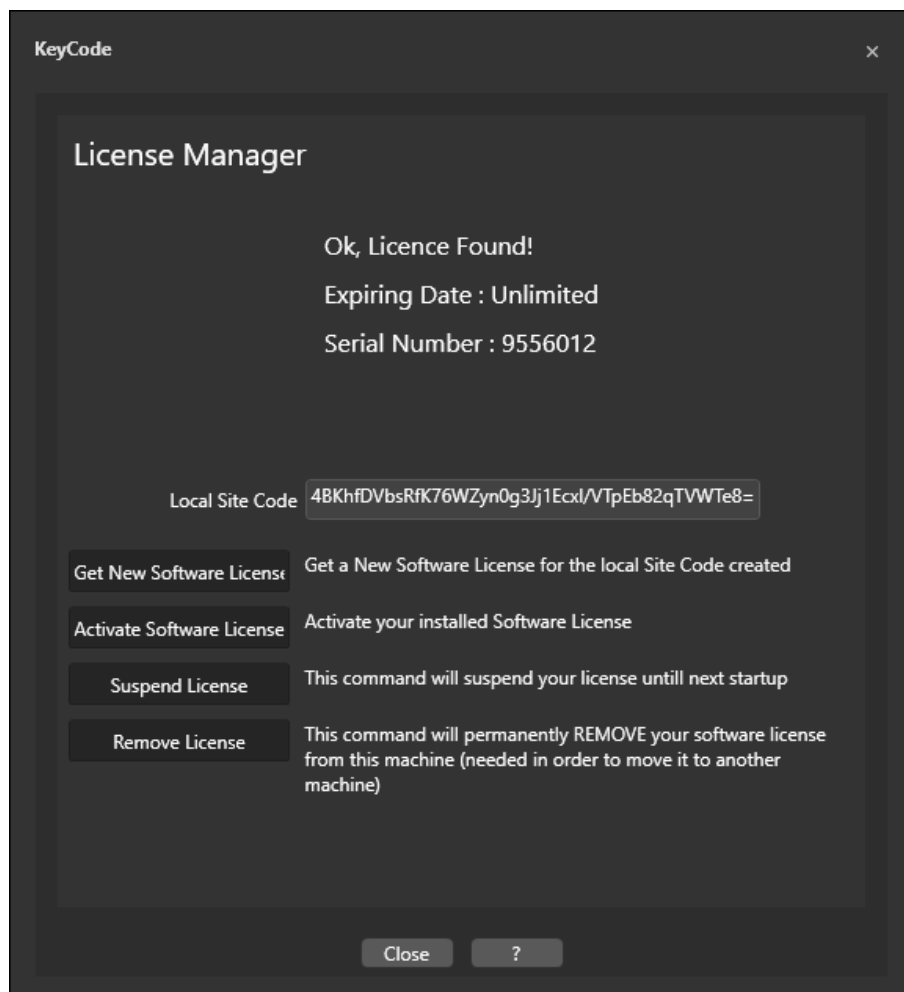 KeyCode
×
License Manager
Ok, Licence Found!
Expiring Date : Unlimited
Serial Number : 9556012
Local Site Code 4BKhfDVbsRfK76WZyn0g3Jj1Ecxl/VTpEb82qTVWTe8=
Get New Software License Get a New Software License for the local Site Code created
Activate Software License Activate your installed Software License
Suspend License This command will suspend your license untill next startup
Remove License This command will permanently REMOVE your software license
from this machine (needed in order to move it to another
machine)
Close ?